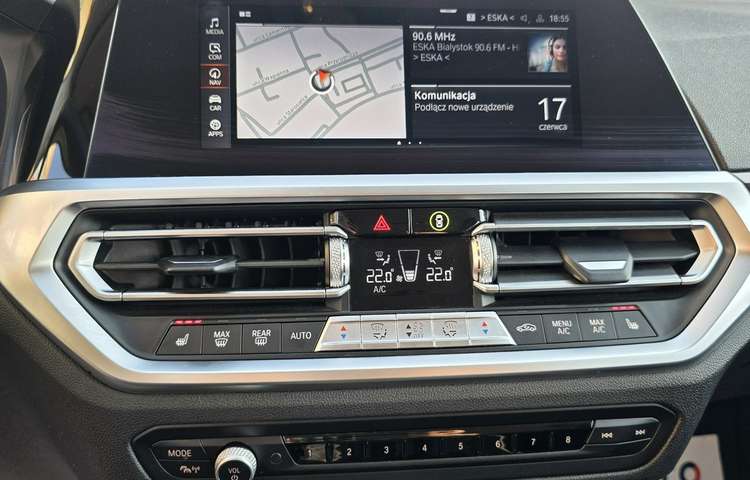 > ESKA < 18:55
MEDIA
COM
NAV
CAR
APPS
90.6 MHz
ESKA Bialystok 90.6 FM - H
> ESKA <
Komunikacja
Podłącz nowe urządzenie
17
czerwca
22.0°
A/C
22.0°
MAX
REAR
AUTO
OFF
MENU
A/C
MAX
A/C
MODE
VOL
1 2 3 4 5 6 7 8